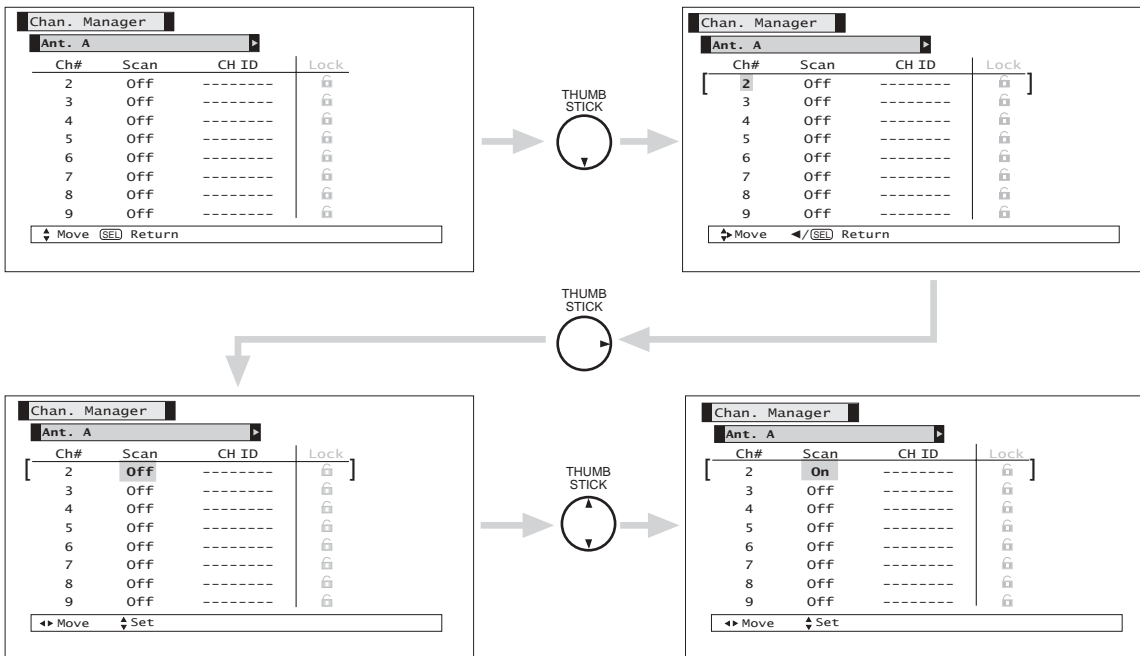 Chan. Manager
Ant. A
Ch# Scan CH ID Lock
2 Off --------
3 Off --------
4 Off --------
5 Off --------
6 Off --------
7 Off --------
8 Off --------
9 Off --------
Move SEL Return
THUMB
STICK
Chan. Manager
Ant. A
Ch# Scan CH ID Lock
[ 2 Off -------- ]
3 Off --------
4 Off --------
5 Off --------
6 Off --------
7 Off --------
8 Off --------
9 Off --------
Move ◄/SEL Return
THUMB
STICK
Chan. Manager
Ant. A
Ch# Scan CH ID Lock
[ 2 Off -------- ]
3 Off --------
4 Off --------
5 Off --------
6 Off --------
7 Off --------
8 Off --------
9 Off --------
Move Set
THUMB
STICK
Chan. Manager
Ant. A
Ch# Scan CH ID Lock
[ 2 On -------- ]
3 Off --------
4 Off --------
5 Off --------
6 Off --------
7 Off --------
8 Off --------
9 Off --------
Move Set